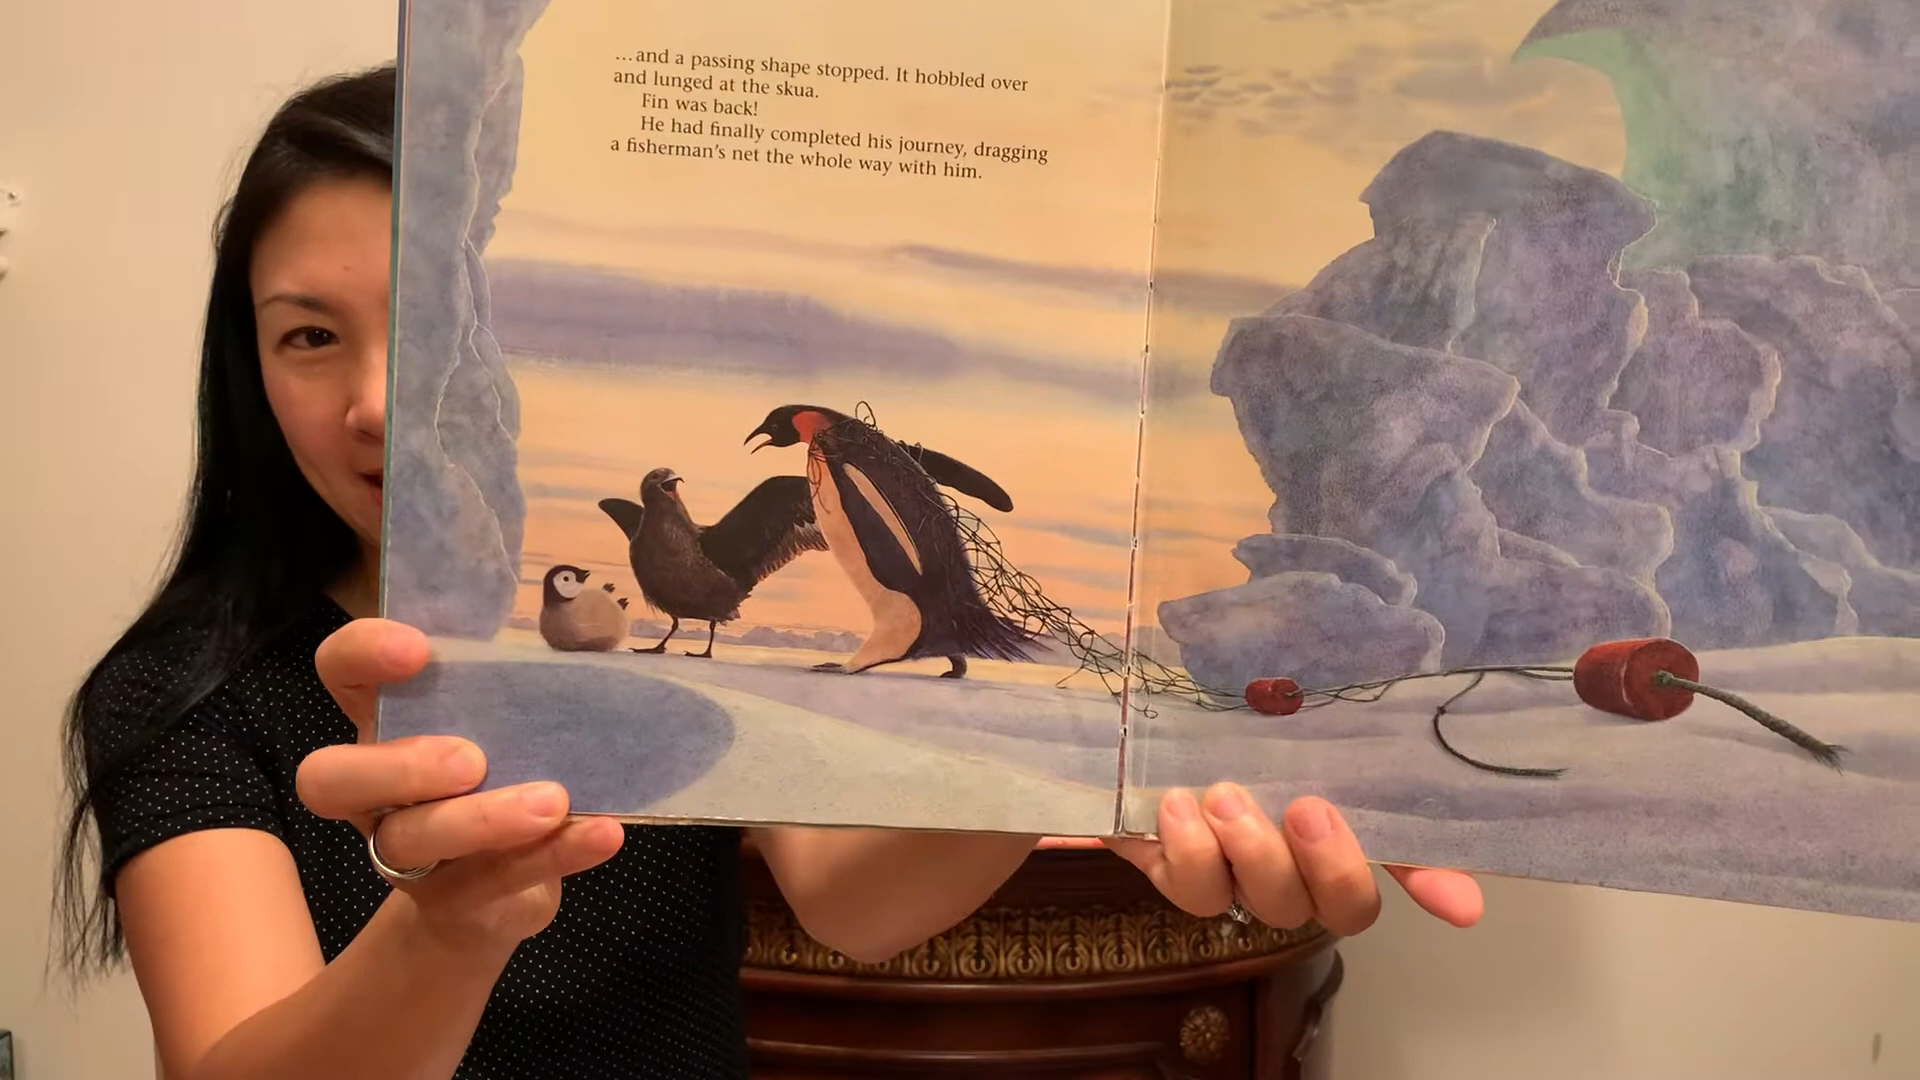 ...and a passing shape stopped. It hobbled over
and lunged at the skua.
Fin was back!
He had finally completed his journey, dragging
a fisherman's net the whole way with him.